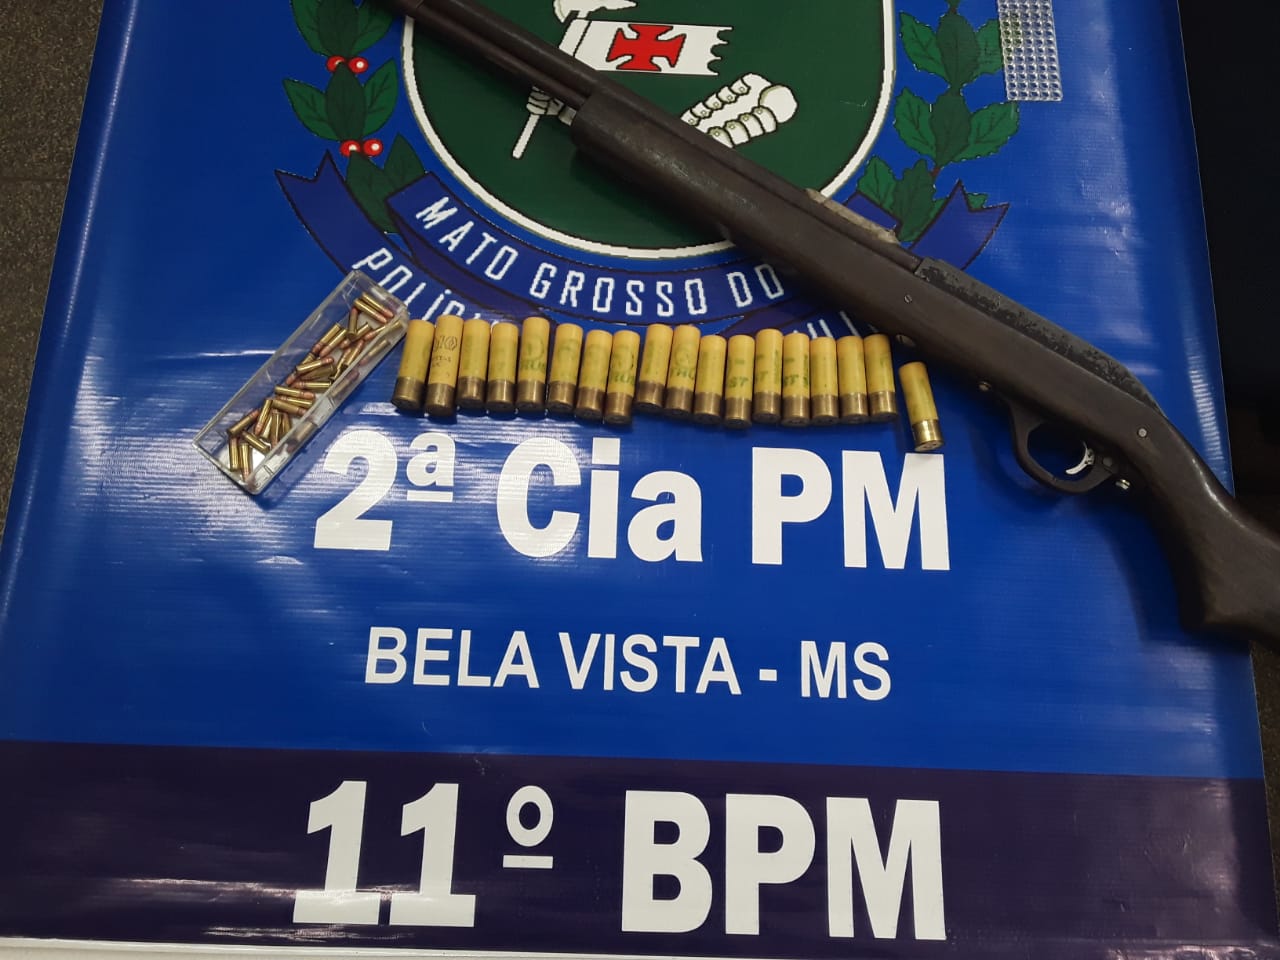 MATO GROSSO DO
2ª Cia PM
BELA VISTA - MS
11º BPM